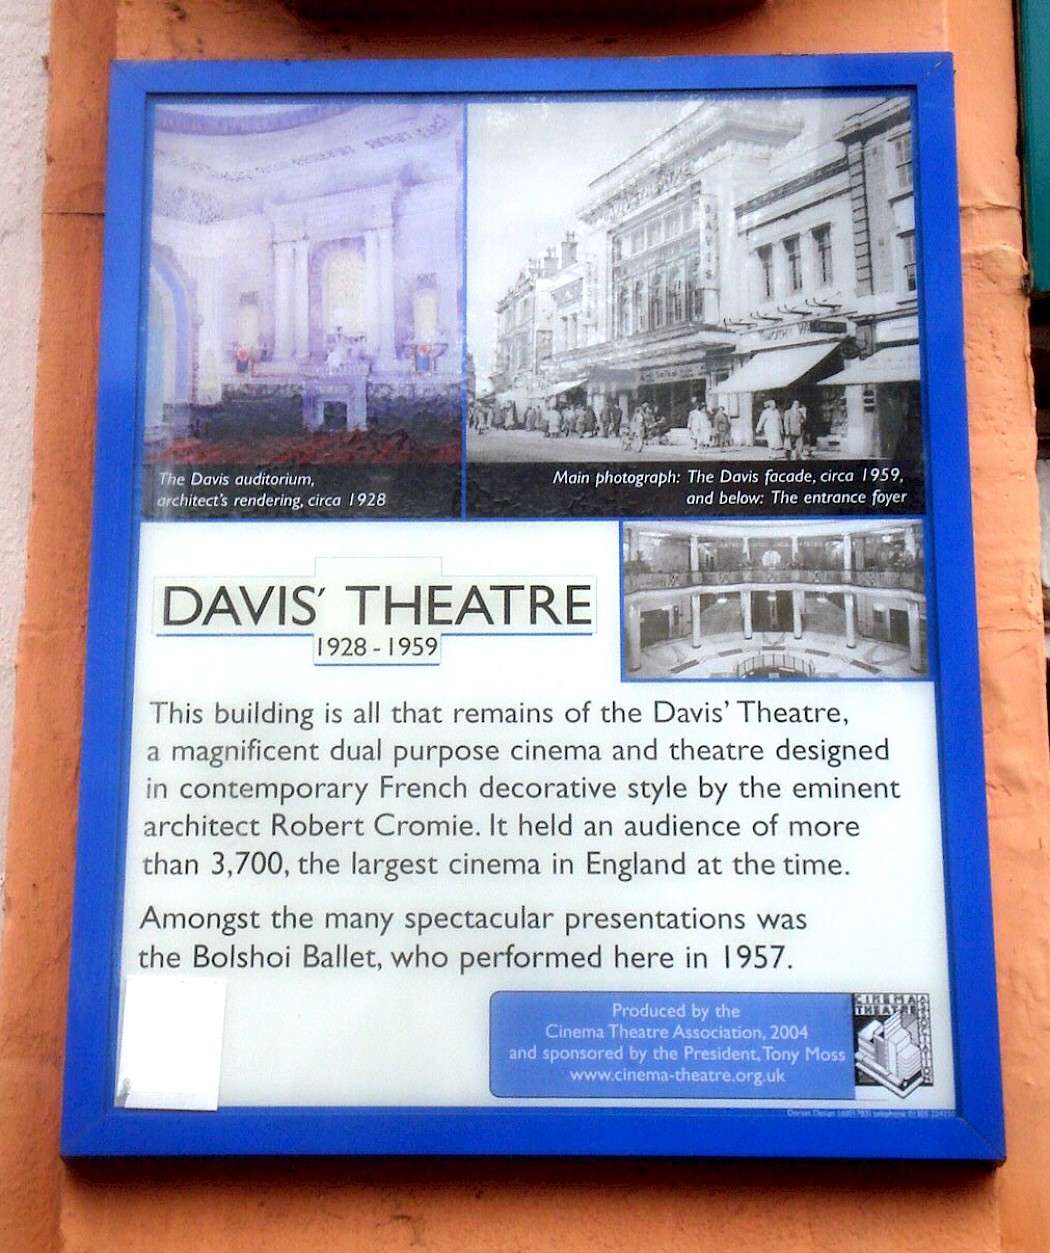 The Davis auditorium,
architect's rendering, circa 1928
Main photograph: The Davis facade, circa 1959,
and below: The entrance foyer
DAVIS' THEATRE
1928 - 1959
This building is all that remains of the Davis' Theatre,
a magnificent dual purpose cinema and theatre designed
in contemporary French decorative style by the eminent
architect Robert Cromie. It held an audience of more
than 3,700, the largest cinema in England at the time.
Amongst the many spectacular presentations was
the Bolshoi Ballet, who performed here in 1957.
Produced by the
Cinema Theatre Association, 2004
and sponsored by the President, Tony Moss
www.cinema-theatre.org.uk
CINEMA
THEATRE
ASSOCIATION